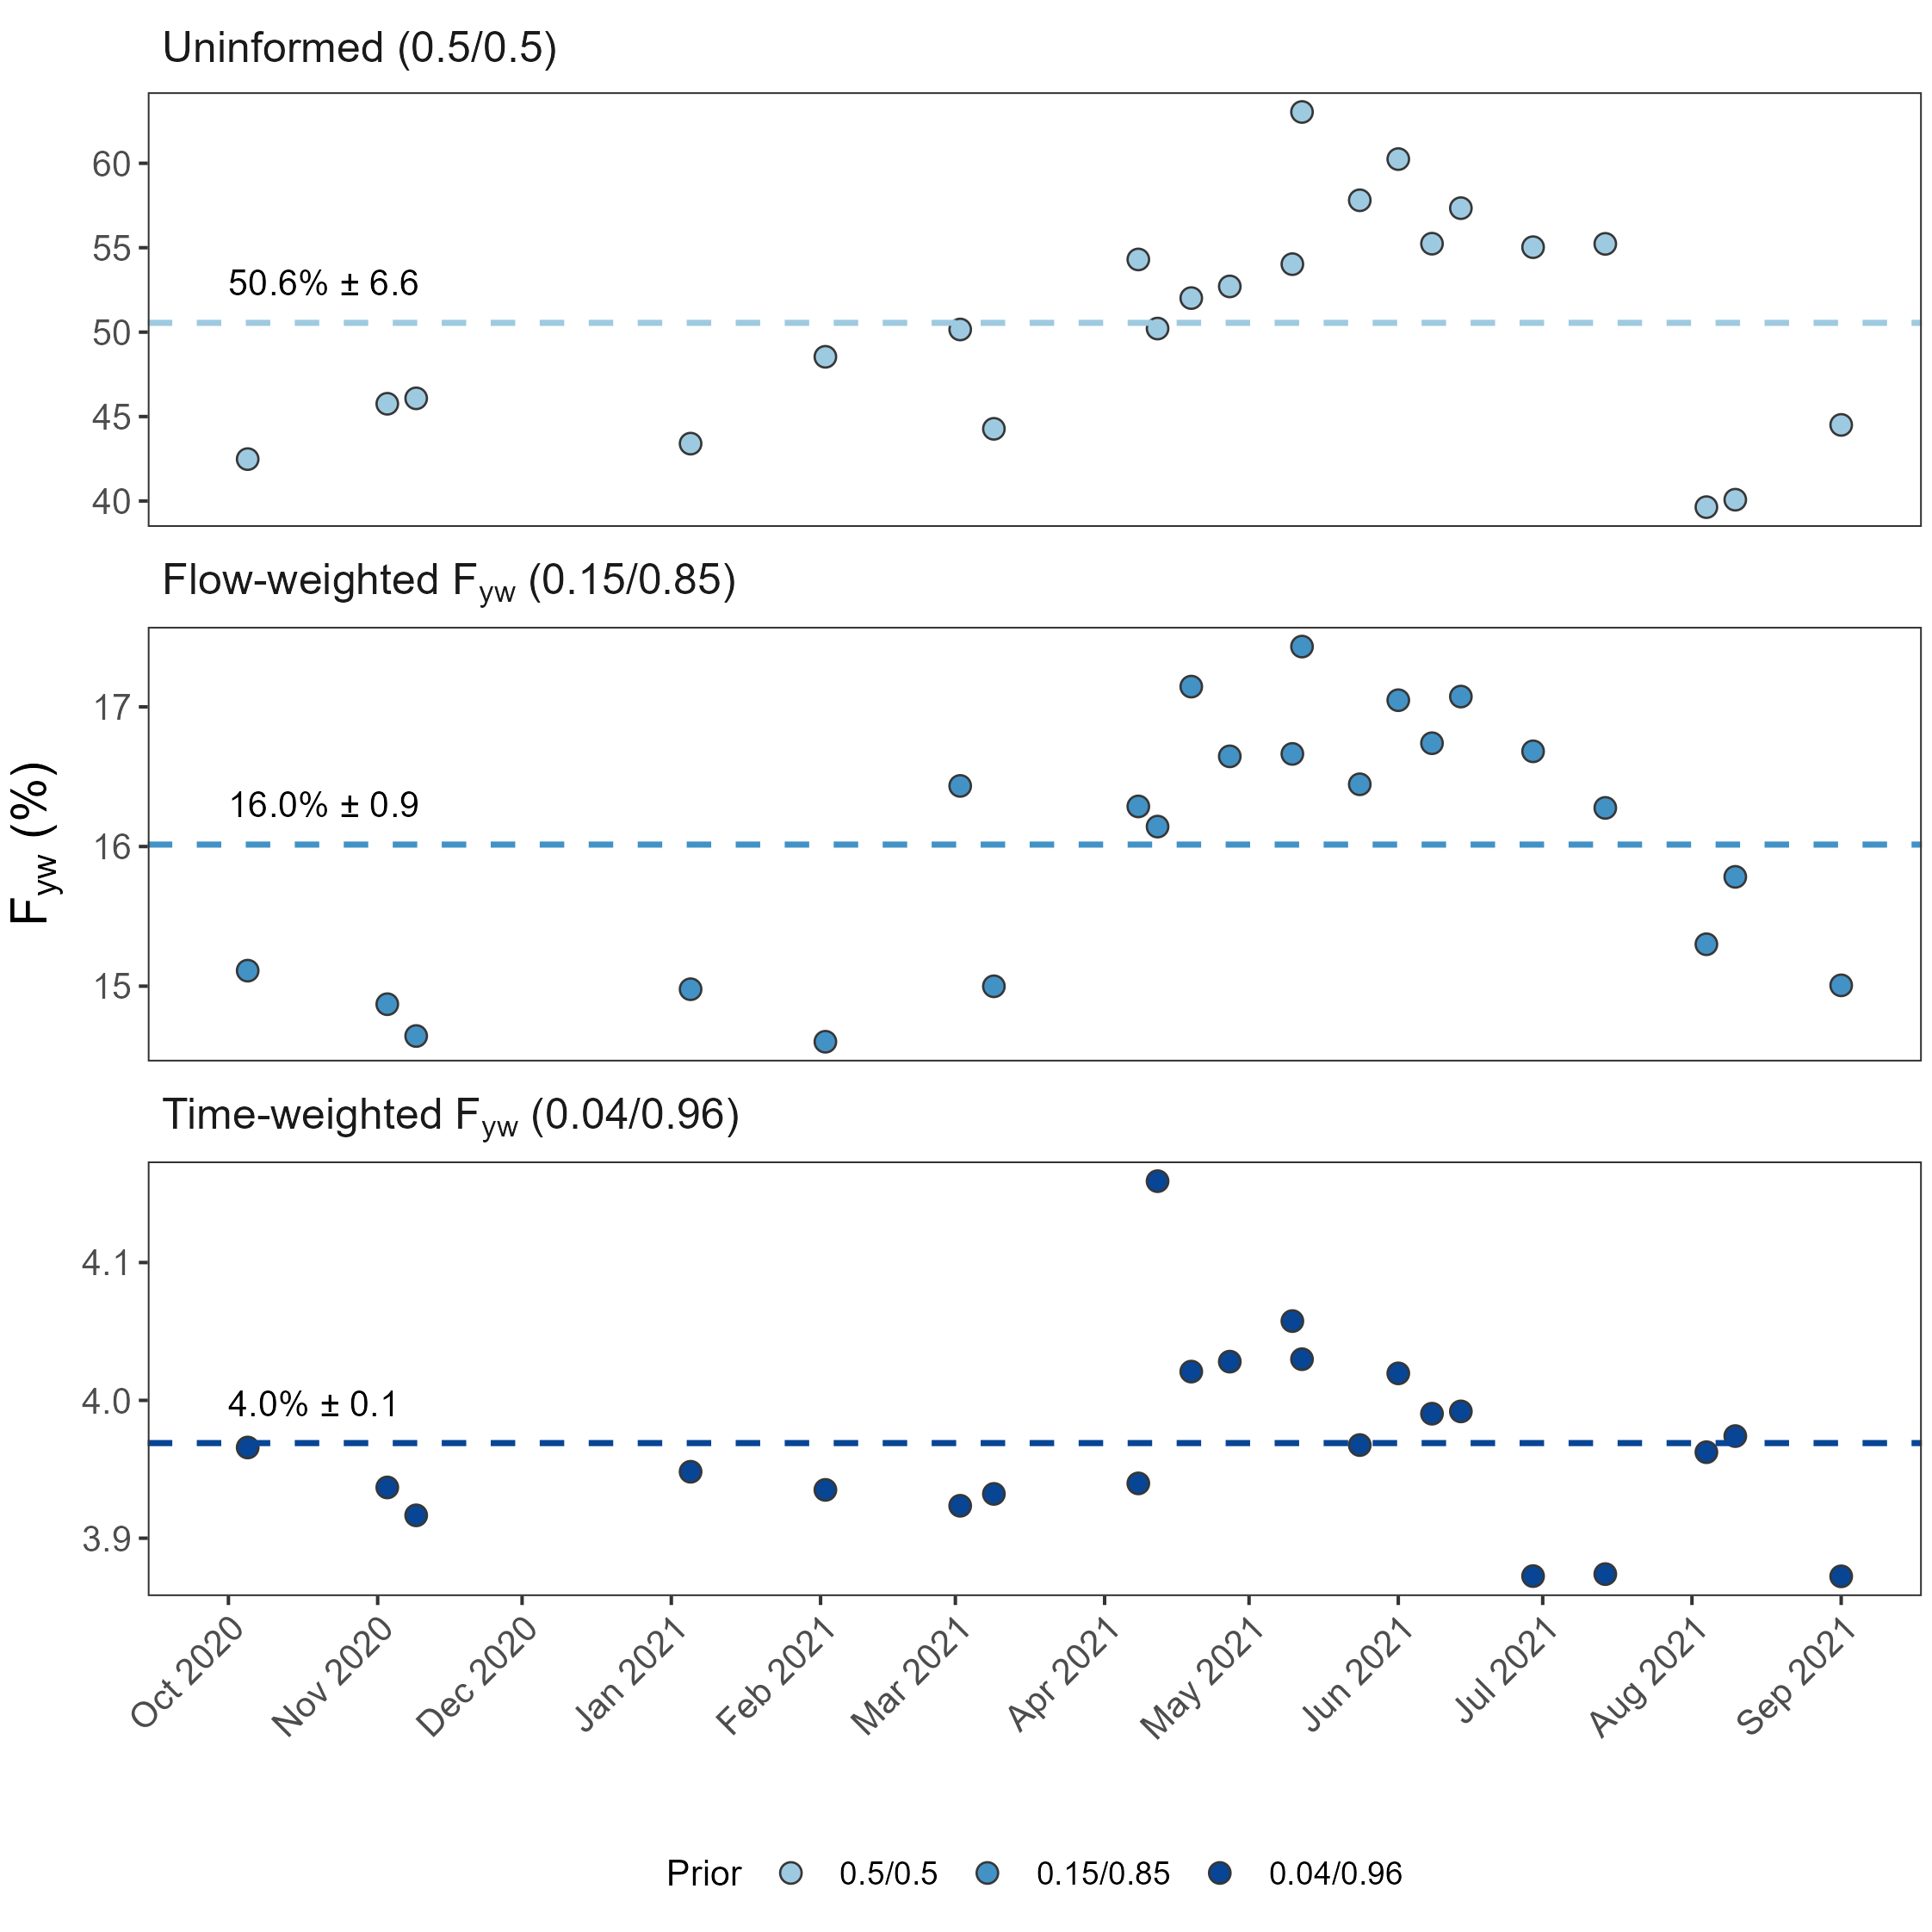 Uninformed (0.5/0.5)
60
55
50.6% ± 6.6
50
45
40
Flow-weighted Fyw (0.15/0.85)
17
16.0% ± 0.9
16
15
Fyw (%)
Time-weighted Fyw (0.04/0.96)
4.1
4.0% ± 0.1
4.0
3.9
Oct 2020
Nov 2020
Dec 2020
Jan 2021
Feb 2021
Mar 2021
Apr 2021
May 2021
Jun 2021
Jul 2021
Aug 2021
Sep 2021
Prior 0.5/0.5 0.15/0.85 0.04/0.96